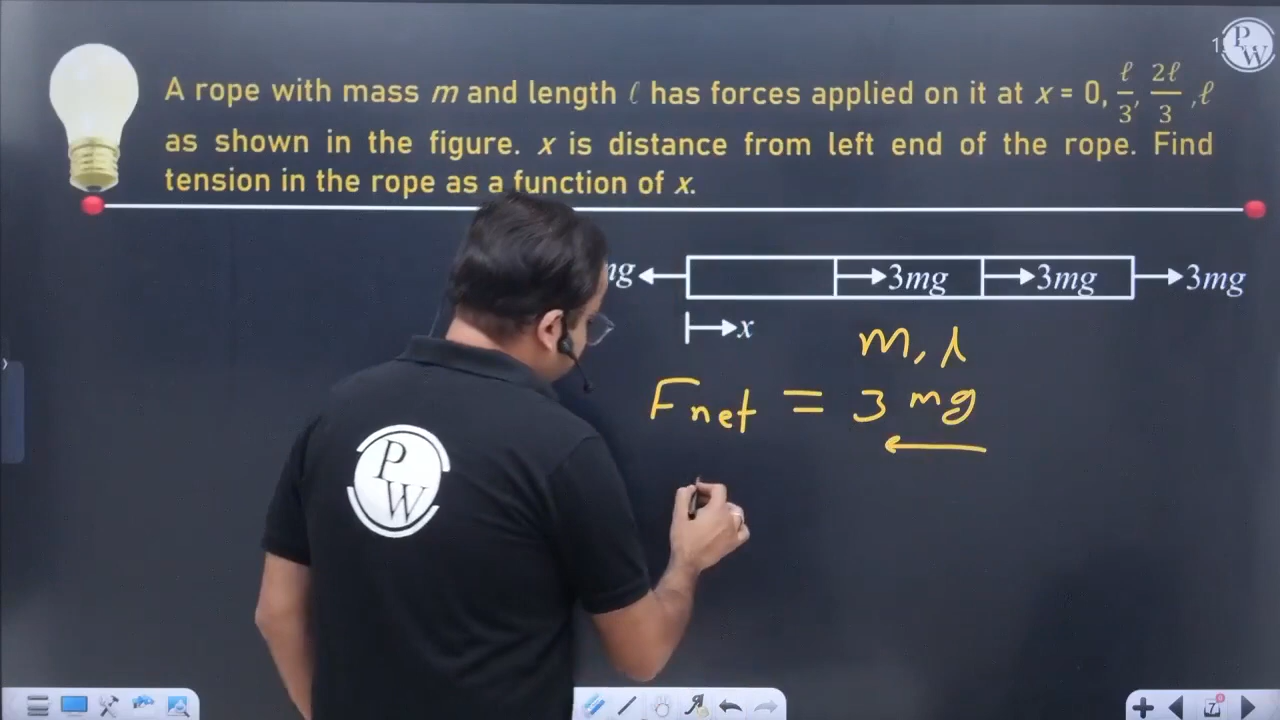 A rope with mass m and length ℓ has forces applied on it at x = 0, ℓ/3, 2ℓ/3, ℓ
as shown in the figure. x is distance from left end of the rope. Find
tension in the rope as a function of x.
3mg 3mg 3mg
x
m, l
Fnet = 3 mg
P W
P W